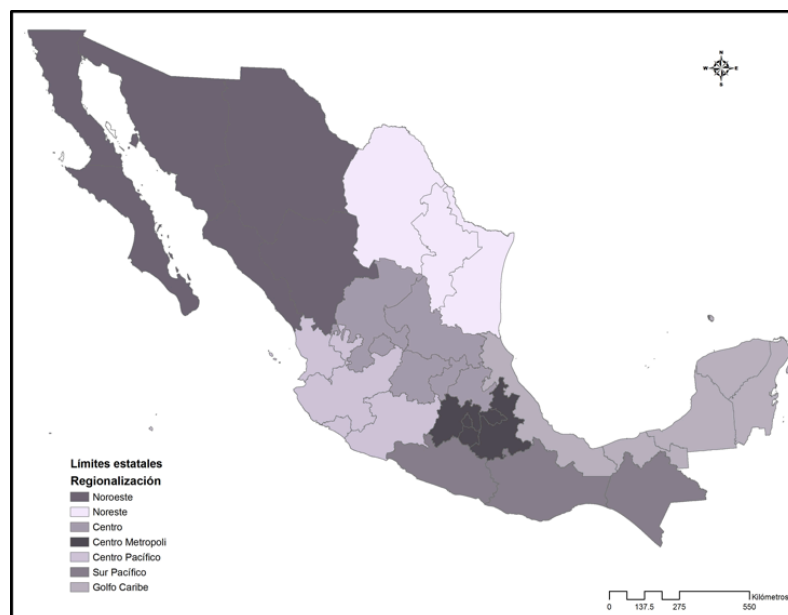 N
W E
S
Límites estatales
Regionalización
Noroeste
Noreste
Centro
Centro Metropoli
Centro Pacífico
Sur Pacífico
Golfo Caribe
Kilómetros
0 137.5 275 550